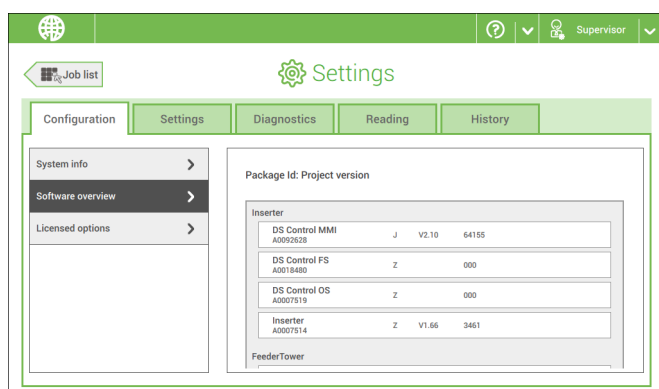 ? Supervisor
Job list
Settings
Configuration Settings Diagnostics Reading History
System info
Software overview
Licensed options
Package Id: Project version
Inserter
DS Control MMI J V2.10 64155
A0092628
DS Control FS Z 000
A0018480
DS Control OS Z 000
A0007519
Inserter Z V1.66 3461
A0007514
FeederTower